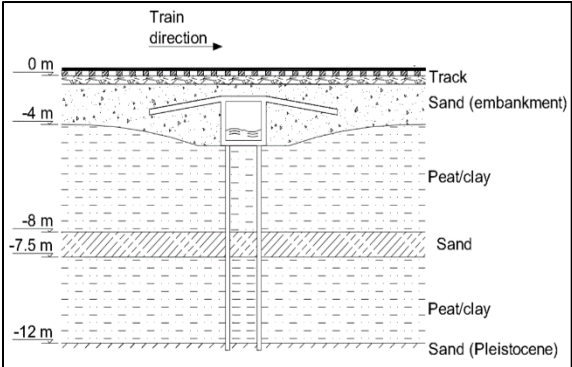 Train
direction
0 m
Track
Sand (embankment)
-4 m
Peat/clay
-8 m
Sand
-7.5 m
Peat/clay
-12 m
Sand (Pleistocene)